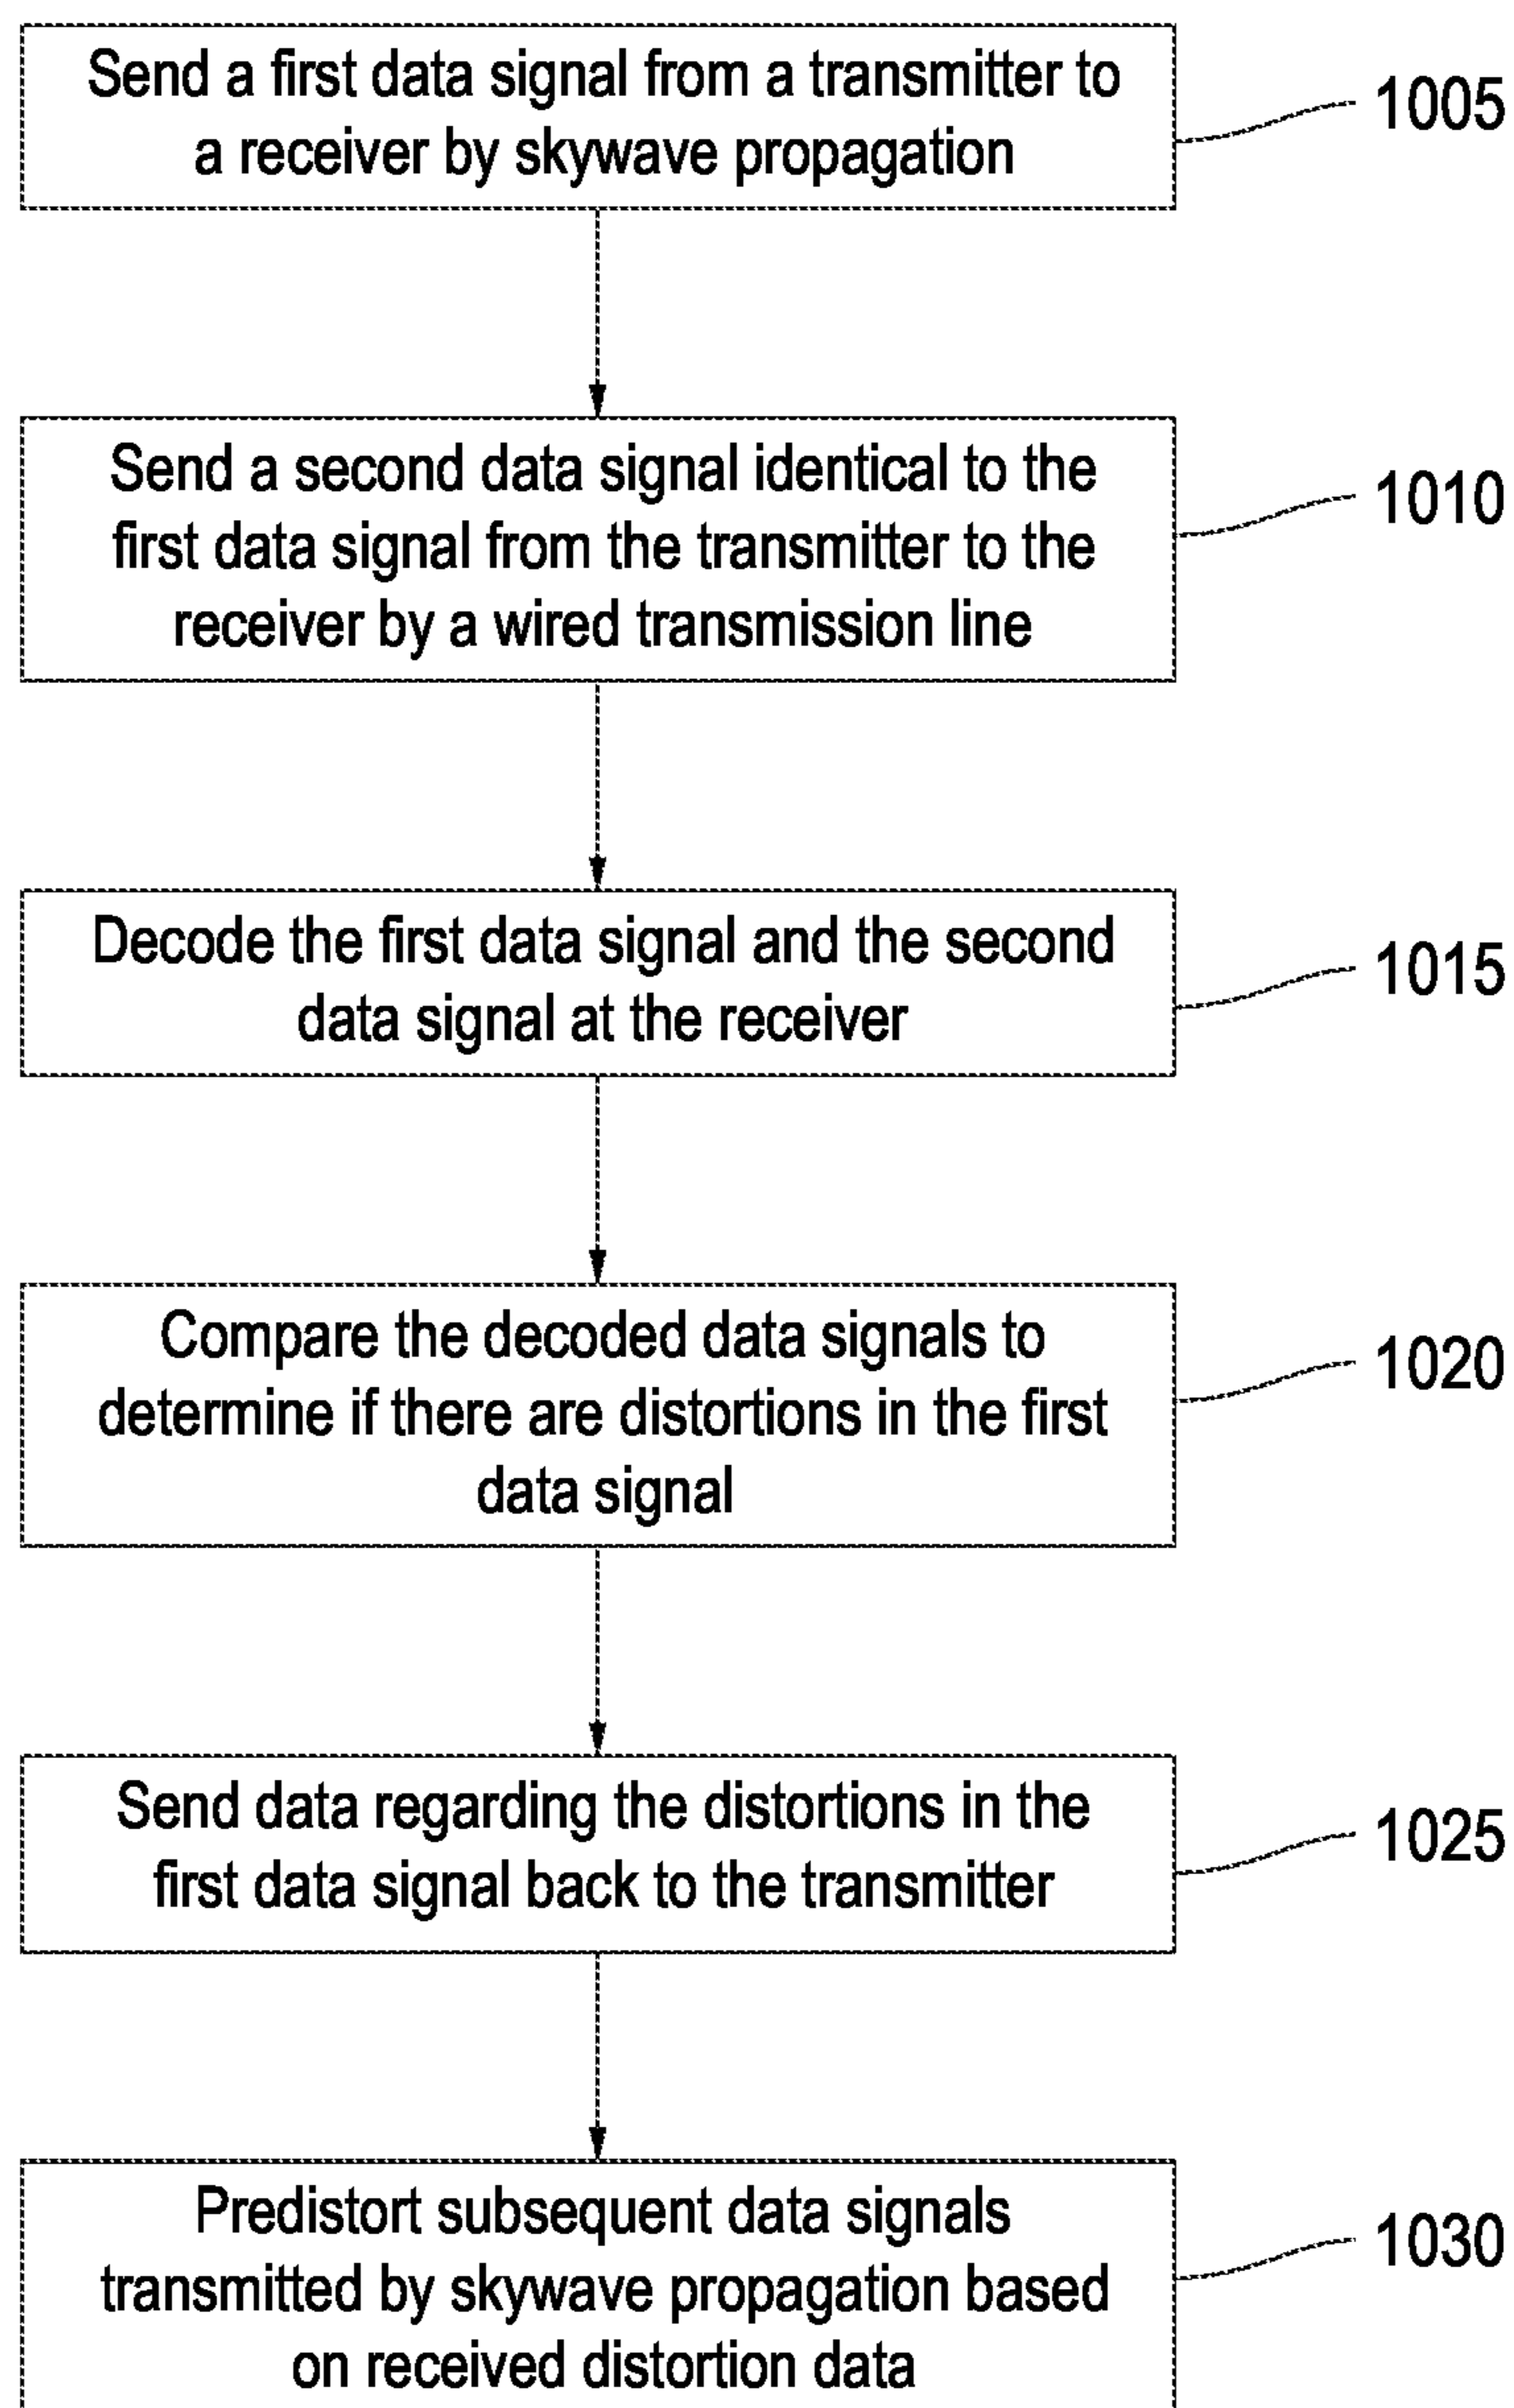 Send a first data signal from a transmitter to
a receiver by skywave propagation
1005
Send a second data signal identical to the
first data signal from the transmitter to the
receiver by a wired transmission line
1010
Decode the first data signal and the second
data signal at the receiver
1015
Compare the decoded data signals to
determine if there are distortions in the first
data signal
1020
Send data regarding the distortions in the
first data signal back to the transmitter
1025
Predistort subsequent data signals
transmitted by skywave propagation based
on received distortion data
1030